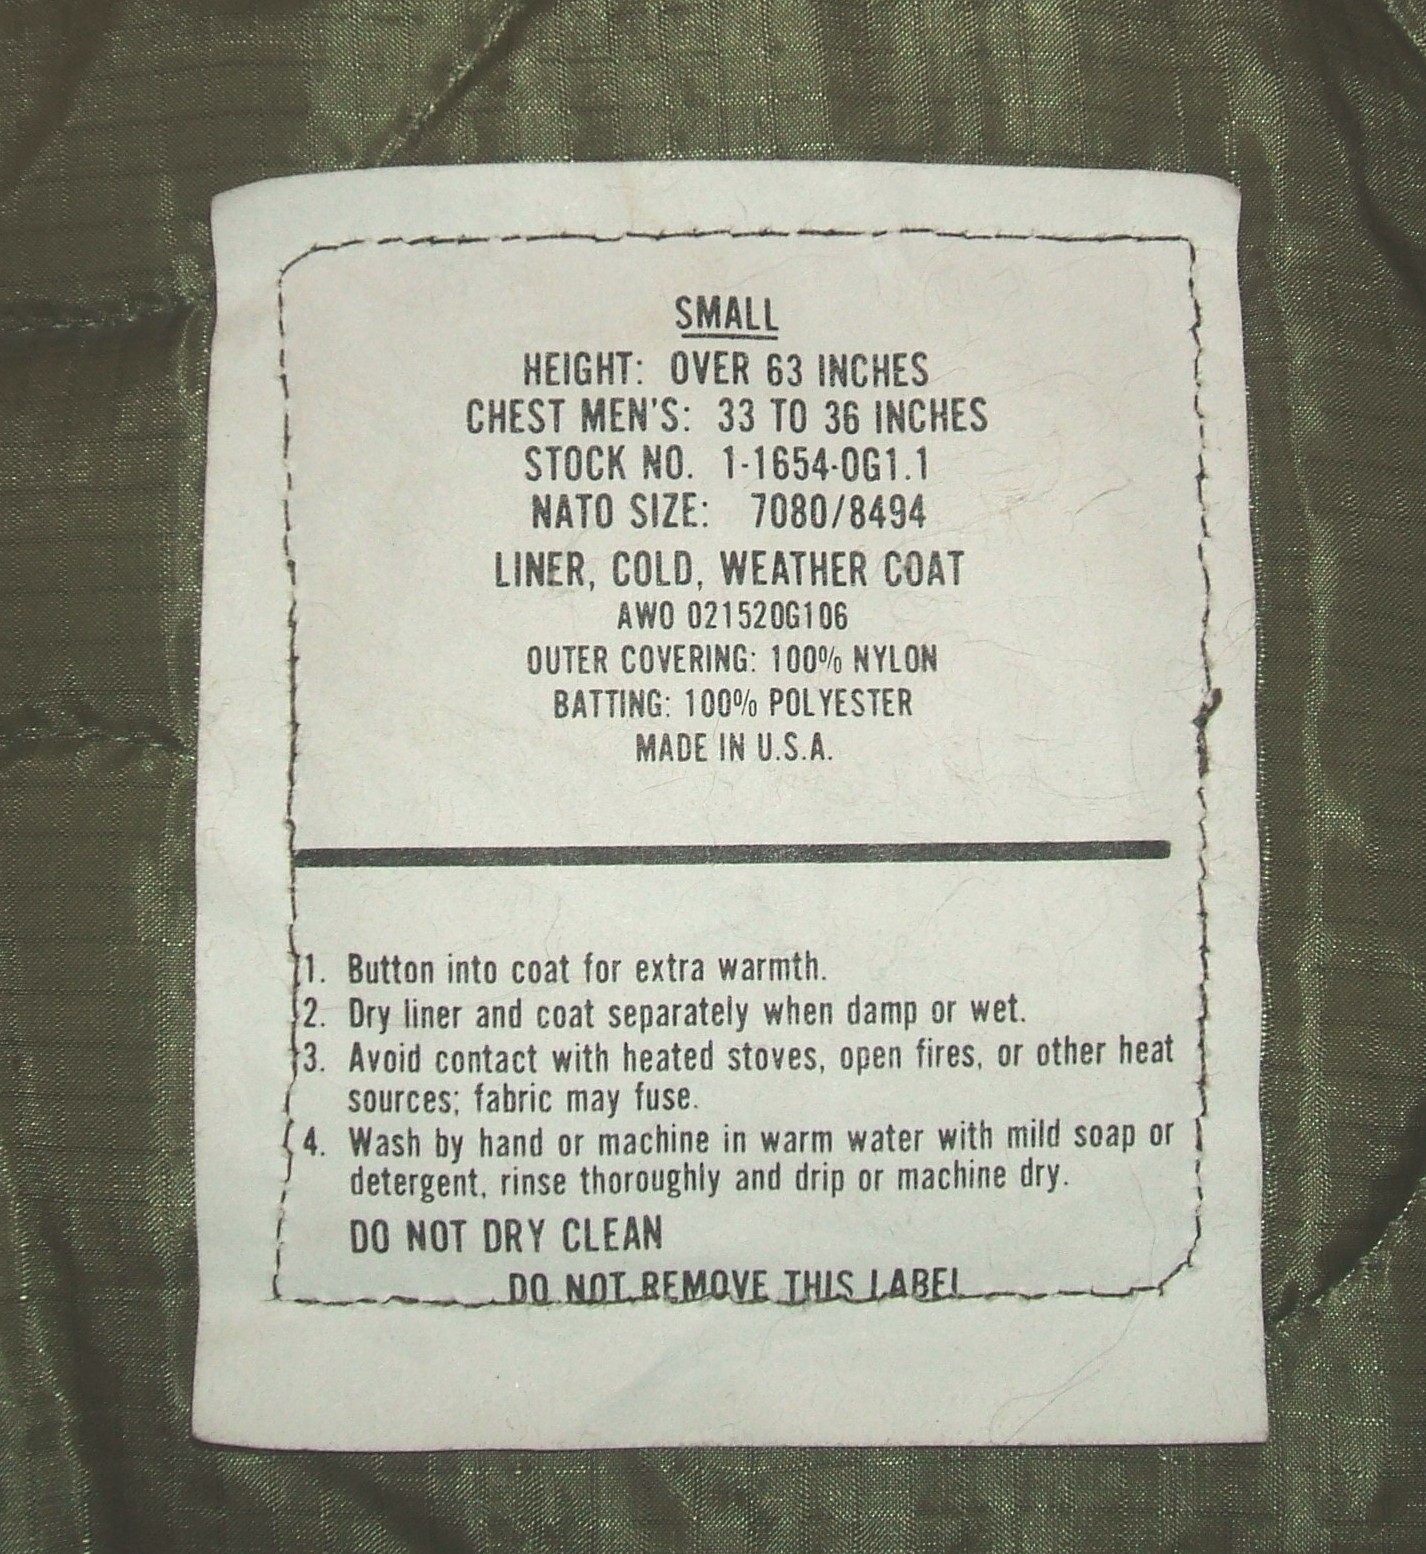 SMALL
HEIGHT: OVER 63 INCHES
CHEST MEN'S: 33 TO 36 INCHES
STOCK NO. 1-1654-OG1.1
NATO SIZE: 7080/8494
LINER, COLD, WEATHER COAT
AWO 021520G106
OUTER COVERING: 100% NYLON
BATTING: 100% POLYESTER
MADE IN U.S.A.
1. Button into coat for extra warmth.
2. Dry liner and coat separately when damp or wet.
3. Avoid contact with heated stoves, open fires, or other heat
sources; fabric may fuse.
4. Wash by hand or machine in warm water with mild soap or
detergent, rinse thoroughly and drip or machine dry.
DO NOT DRY CLEAN
DO NOT REMOVE THIS LABEL